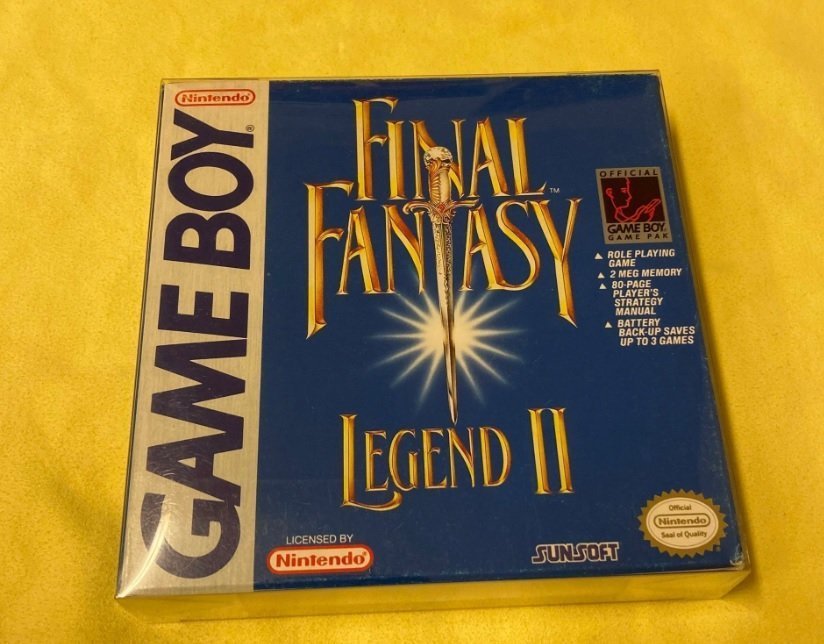 Nintendo®
GAME BOY®
FINAL
FANTASY™
LEGEND II
OFFICIAL
GAME BOY
GAME PAK
▲ ROLE PLAYING
GAME
▲ 2 MEG MEMORY
▲ 80-PAGE
PLAYER'S
STRATEGY
MANUAL
▲ BATTERY
BACK-UP SAVES
UP TO 3 GAMES
LICENSED BY
Nintendo®
SUNSOFT
Official
Nintendo
Seal of Quality